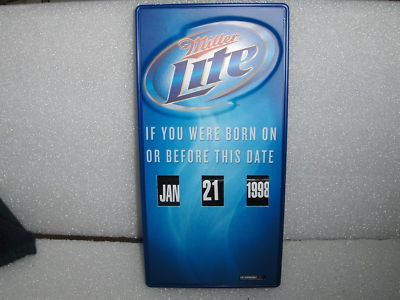 Miller
Lite
IF YOU WERE BORN ON
OR BEFORE THIS DATE
JAN 21 1998